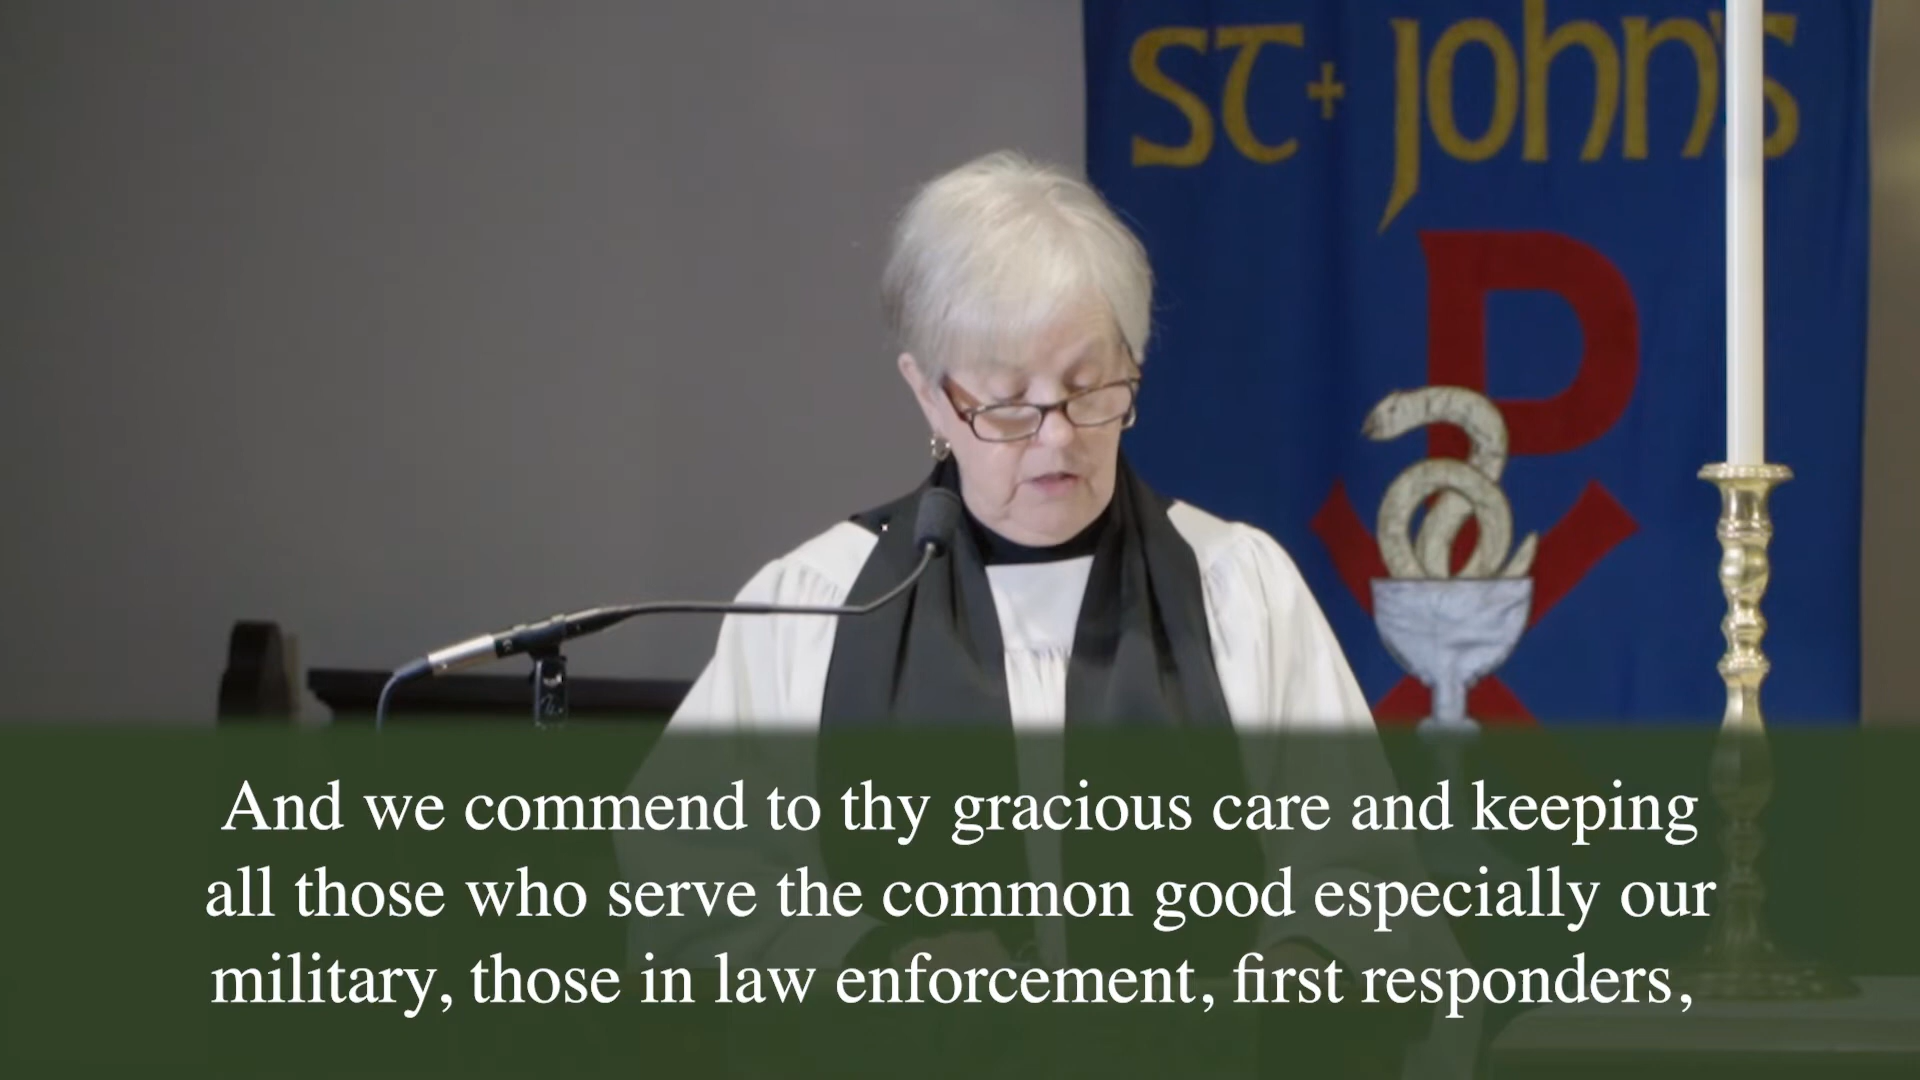 ST + John's
And we commend to thy gracious care and keeping
all those who serve the common good especially our
military, those in law enforcement, first responders,